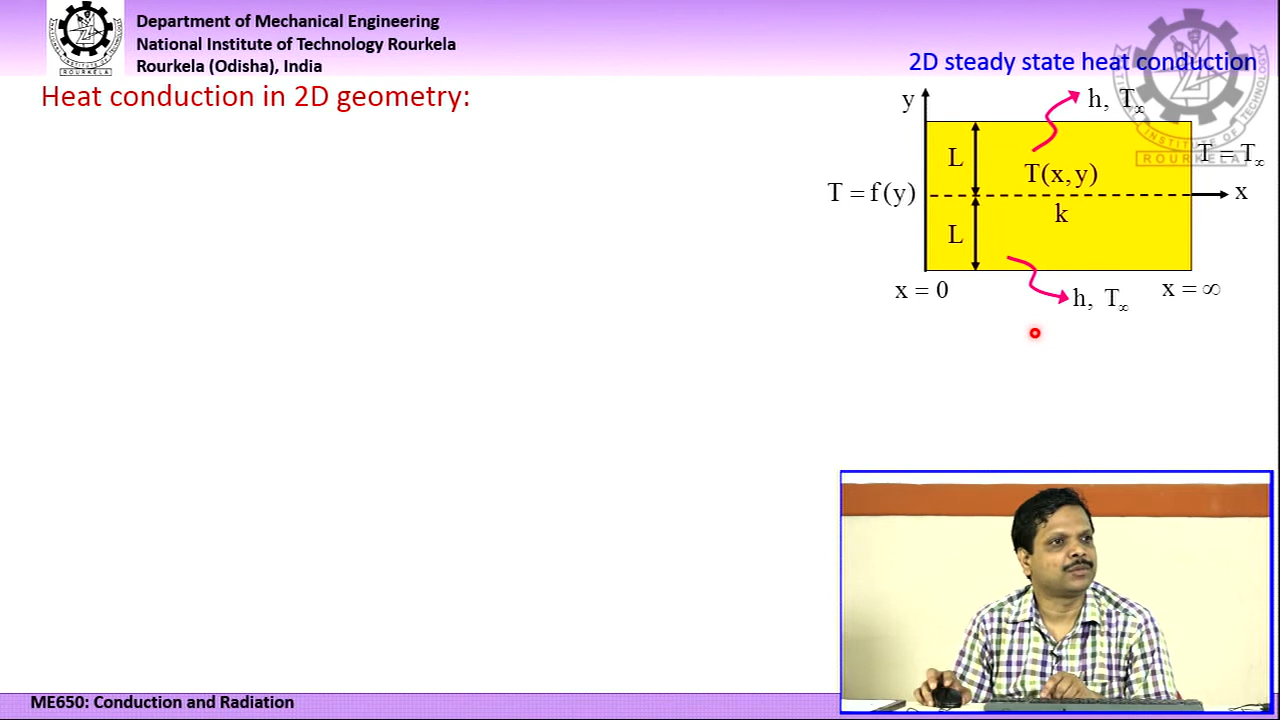 Department of Mechanical Engineering
National Institute of Technology Rourkela
Rourkela (Odisha), India
2D steady state heat conduction
Heat conduction in 2D geometry:
y
h, T∞
L
T(x, y)
T = T∞
T = f(y)
x
k
L
x = 0
h, T∞
x = ∞
ROURKELA
ME650: Conduction and Radiation